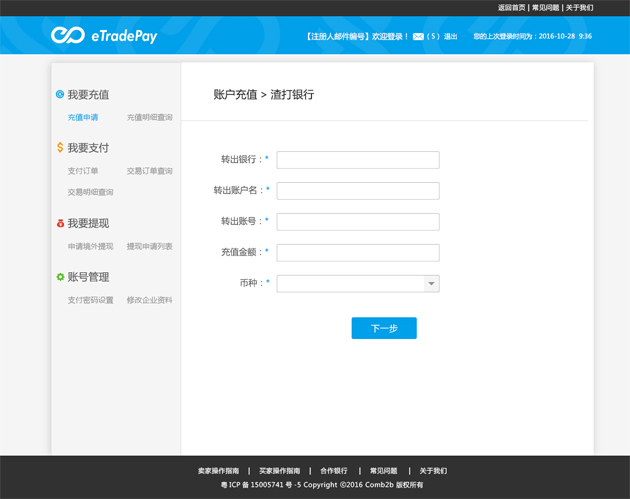 返回首页 | 常见问题 | 关于我们
eTradePay
【注册人邮件编号】欢迎登录！ （5） 退出 您的上次登录时间为：2016-10-28 9:36
我要充值
充值申请 充值明细查询
我要支付
支付订单 交易订单查询
交易明细查询
我要提现
申请境外提现 提现申请列表
账号管理
支付密码设置 修改企业资料
账户充值 > 渣打银行
转出银行：*
转出账户名：*
转出账号：*
充值金额：*
币种：*
下一步
卖家操作指南 | 买家操作指南 | 合作银行 | 常见问题 | 关于我们
粤 ICP 备 15005741 号 -5 Copyright ©2016 Comb2b 版权所有